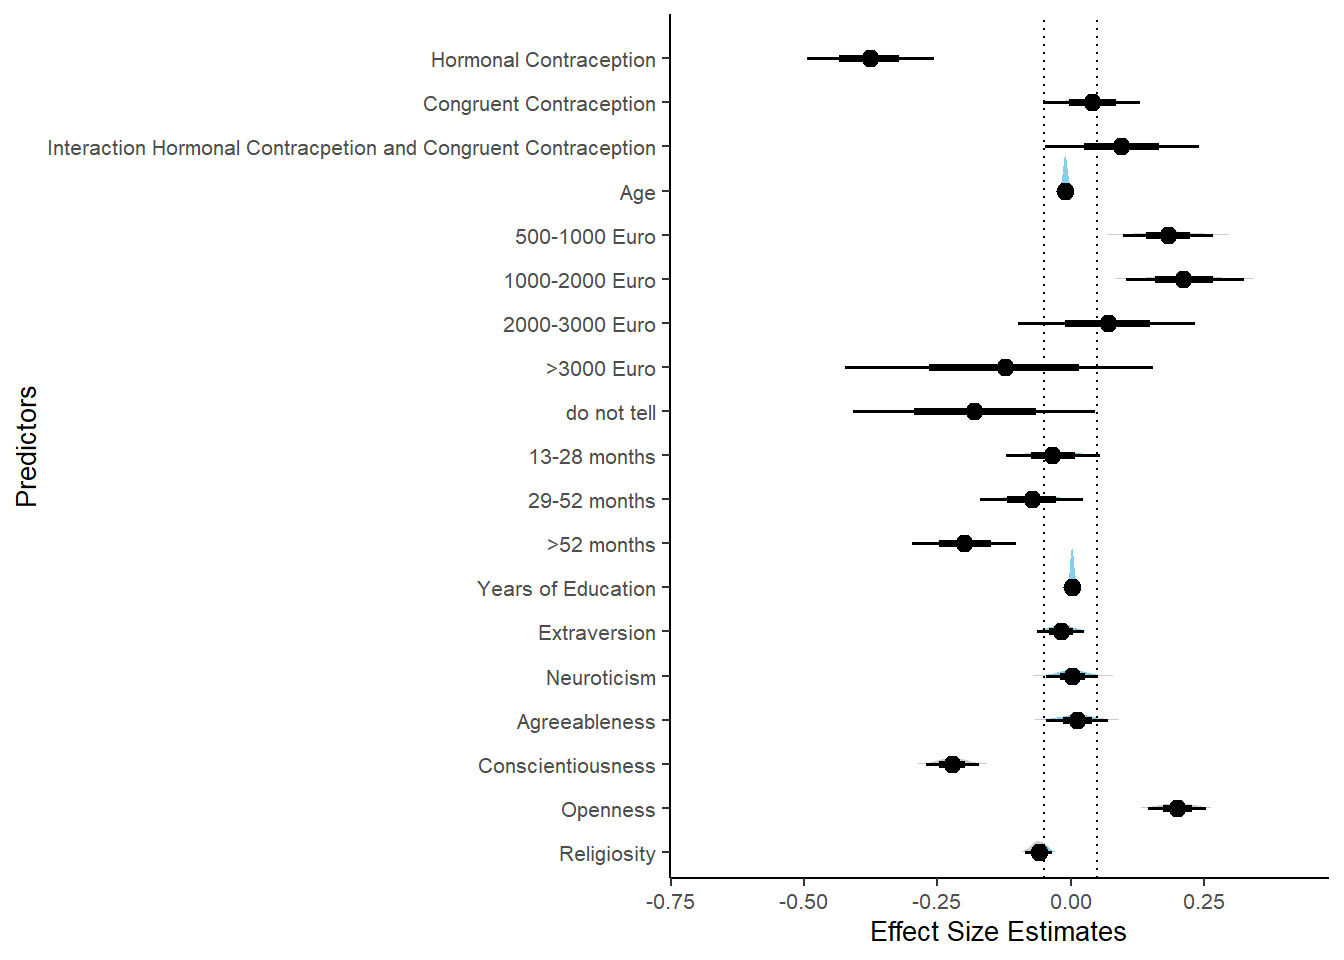 Hormonal Contraception
Congruent Contraception
Interaction Hormonal Contracpetion and Congruent Contraception
Age
500-1000 Euro
1000-2000 Euro
2000-3000 Euro
>3000 Euro
do not tell
13-28 months
29-52 months
>52 months
Years of Education
Extraversion
Neuroticism
Agreeableness
Conscientiousness
Openness
Religiosity
Predictors
-0.75 -0.50 -0.25 0.00 0.25
Effect Size Estimates